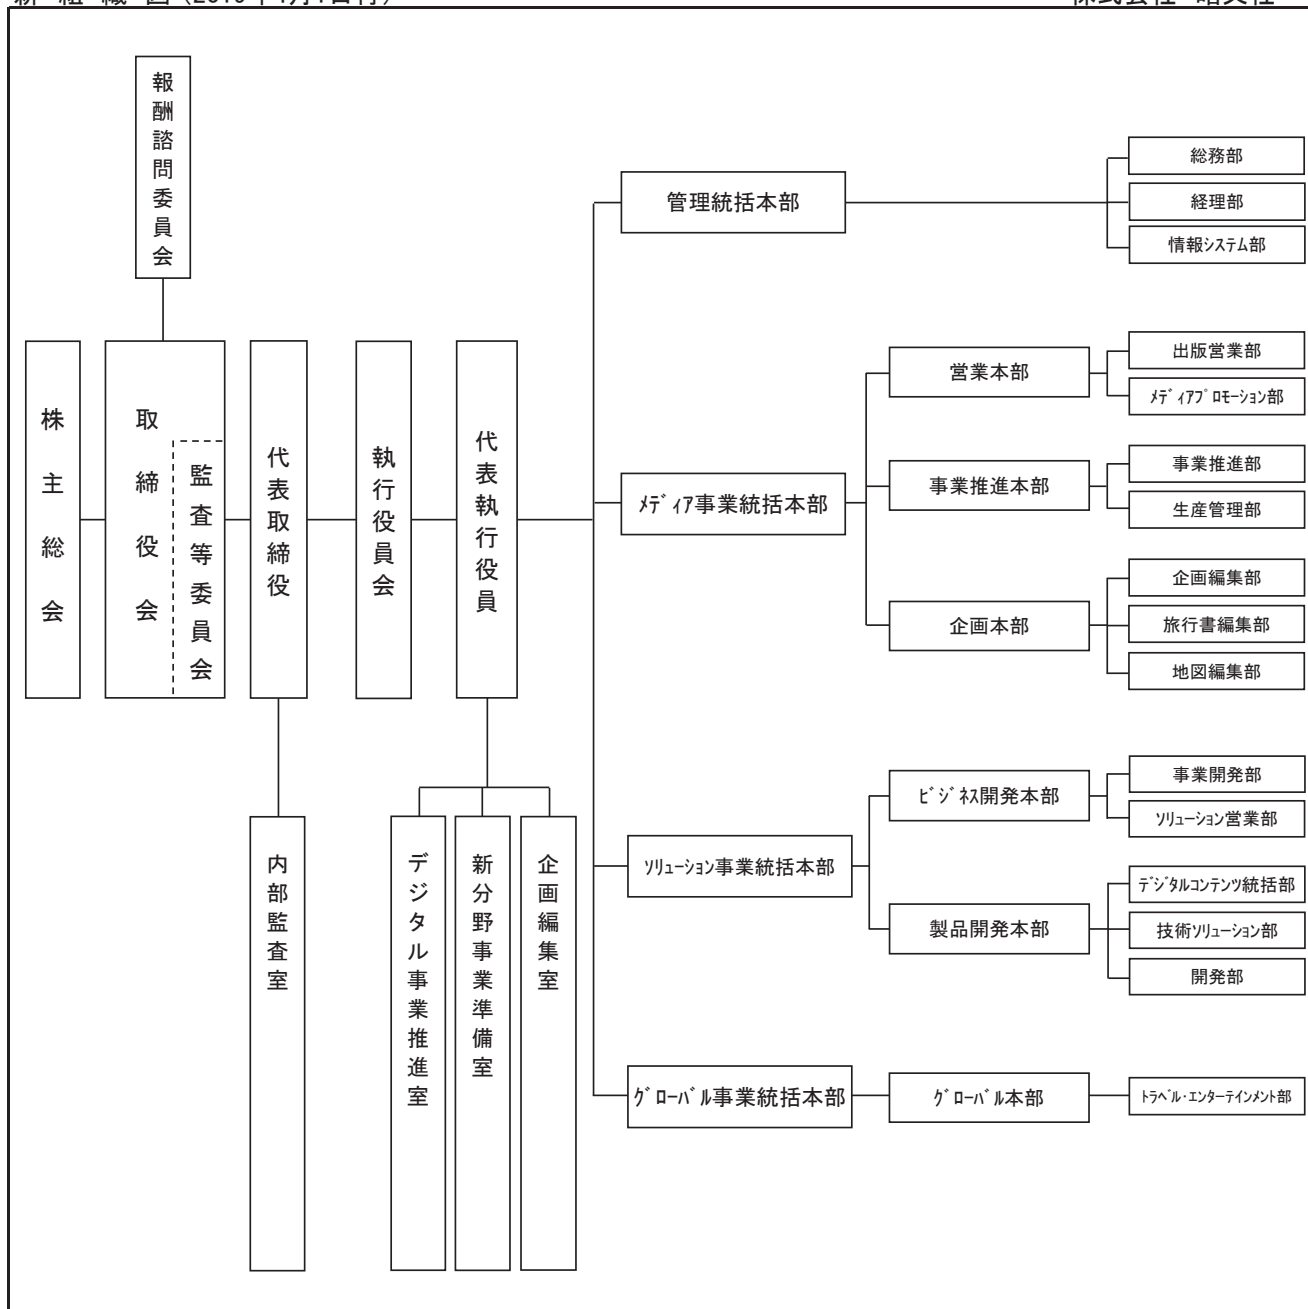 報酬諮問委員会
株主総会
取締役会
監査等委員会
代表取締役
執行役員会
代表執行役員
内部監査室
デジタル事業推進室
新分野事業準備室
企画編集室
管理統括本部
総務部
経理部
情報システム部
メディア事業統括本部
営業本部
出版営業部
メディアプロモーション部
事業推進本部
事業推進部
生産管理部
企画本部
企画編集部
旅行書編集部
地図編集部
ソリューション事業統括本部
ビジネス開発本部
事業開発部
ソリューション営業部
製品開発本部
デジタルコンテンツ統括部
技術ソリューション部
開発部
グローバル事業統括本部
グローバル本部
トラベル・エンターテインメント部